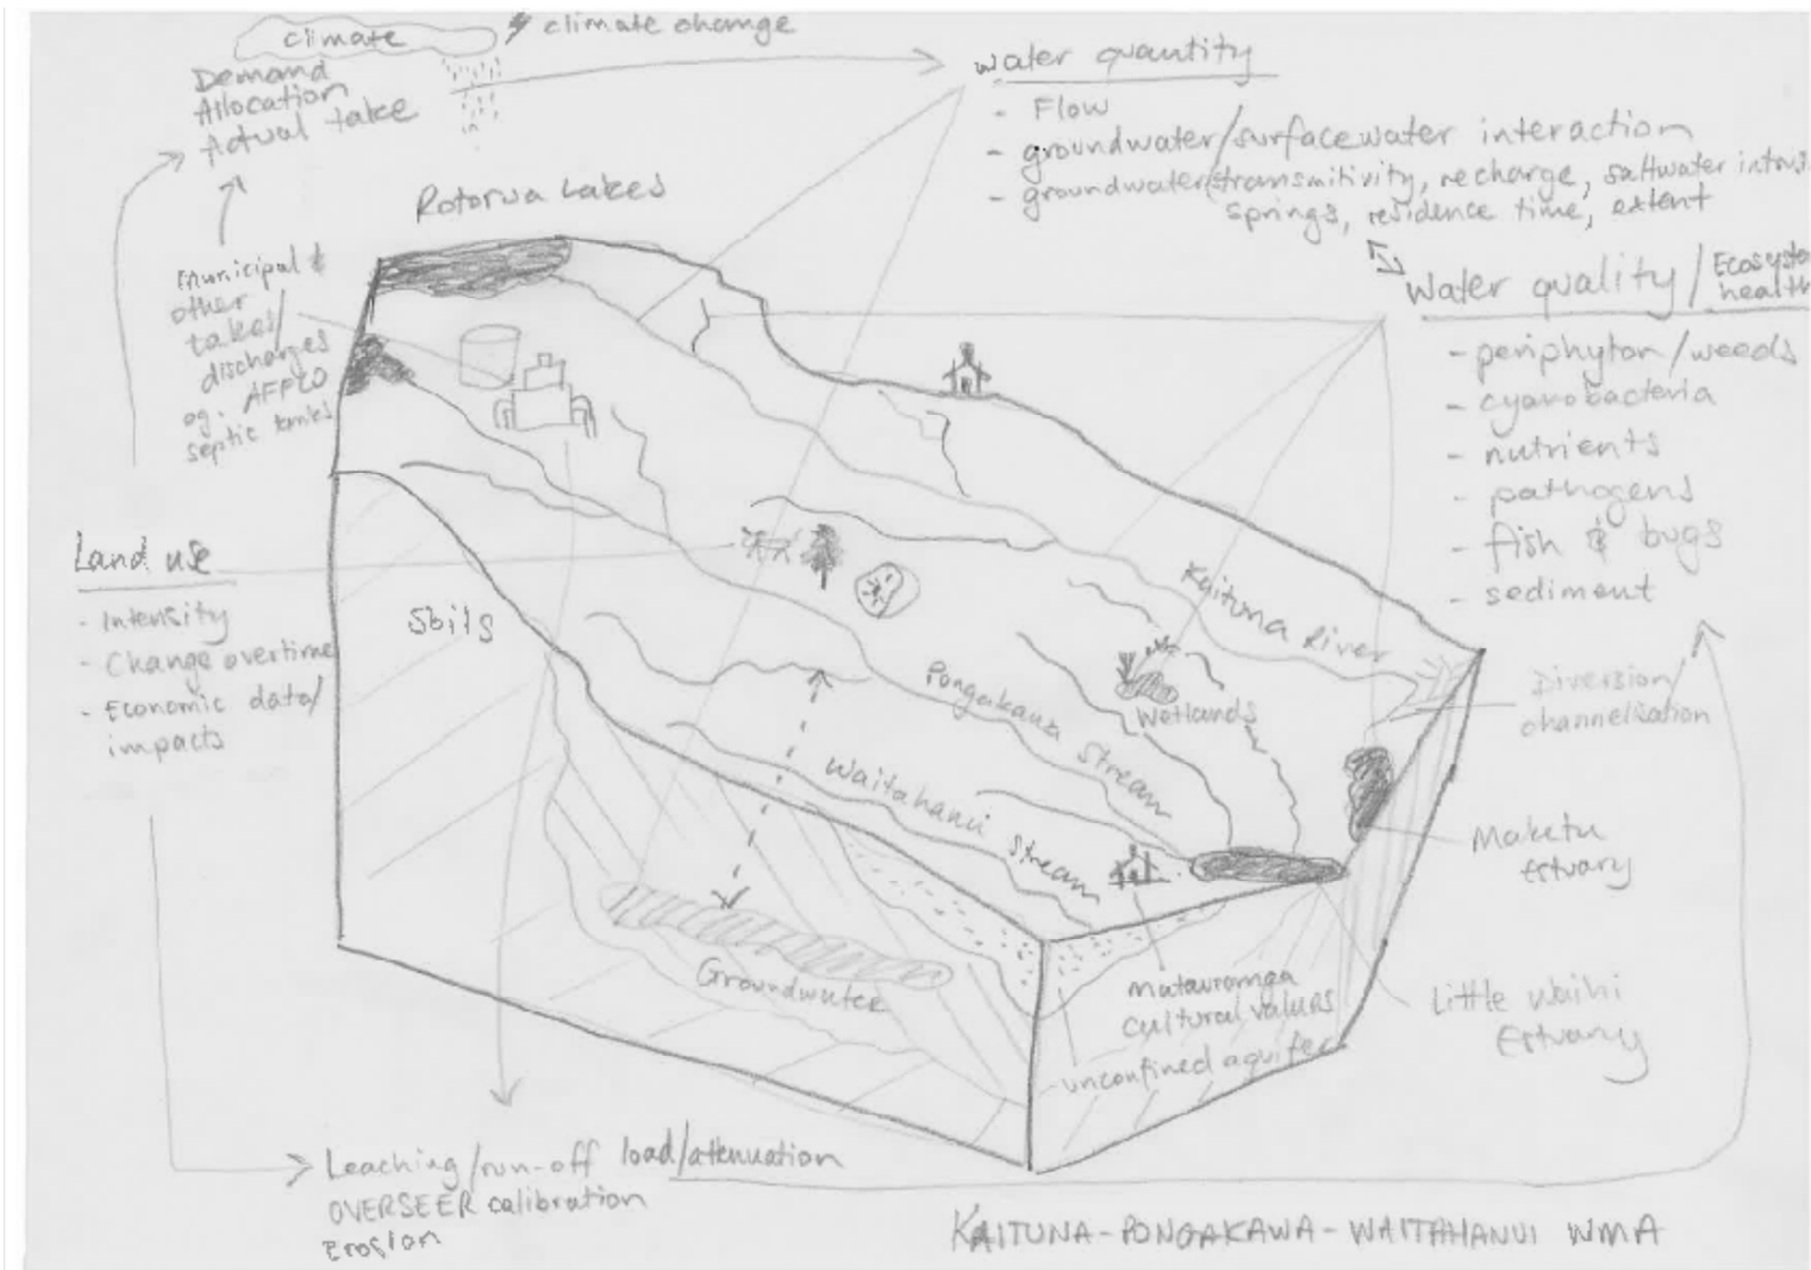 climate
climate change
Demand
Allocation
Actual take
water quantity
- Flow
- groundwater/surfacewater interaction
- groundwater(transmitivity, recharge, saltwater intrusi
springs, residence time, extent
Rotorua Lakes
municipal &
other
takes/
discharges
eg. AFFCO
septic tanks
Water quality / Ecosyste
health
- periphyton/weeds
- cyanobacteria
- nutrients
- pathogens
- fish & bugs
- sediment
Land use
- Intensity
- Change overtime
- Economic data/
impacts
Soils
Kaituna River
Pongakawa Stream
Wetlands
Waitahanui Stream
Diversion/
channelisation
Maketu
Estuary
Groundwater
matauranga
cultural values
unconfined aquifer
Little Waihi
Estuary
Leaching/run-off load/attenuation
OVERSEER calibration
Erosion
KAITUNA-PONGAKAWA-WAITAHANUI WMA